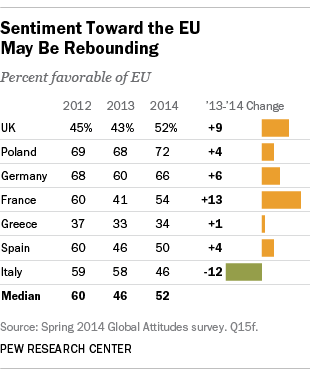 Sentiment Toward the EU
May Be Rebounding
Percent favorable of EU
2012 2013 2014 ’13-’14 Change
UK 45% 43% 52% +9
Poland 69 68 72 +4
Germany 68 60 66 +6
France 60 41 54 +13
Greece 37 33 34 +1
Spain 60 46 50 +4
Italy 59 58 46 -12
Median 60 46 52
Source: Spring 2014 Global Attitudes survey. Q15f.
PEW RESEARCH CENTER